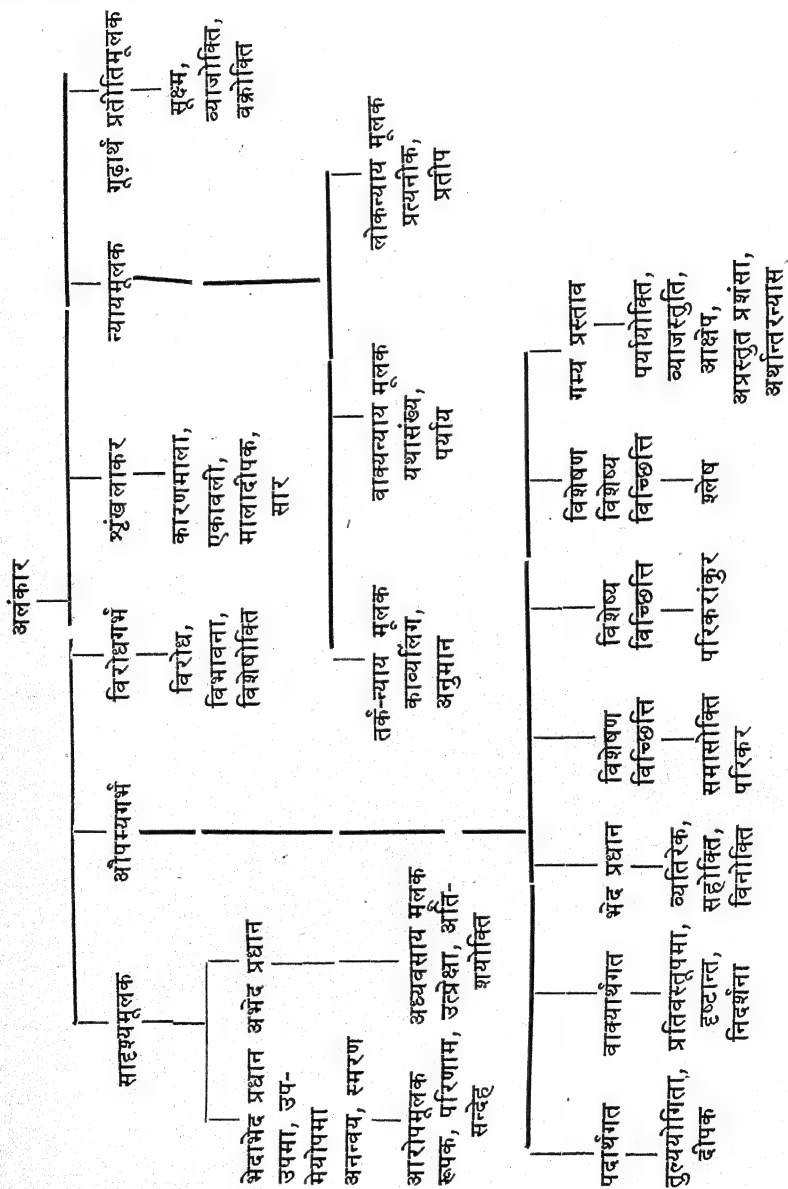 अलंकार
सादृश्यमूलक
औपम्यगर्भ
विरोधगर्भ
श्रृंखलाकर
न्यायमूलक
गूढ़ार्थ प्रतीतिमूलक
विरोध,
विभावना,
विशेषोक्ति
कारणमाला,
एकावली,
मालादीपक,
सार
सूक्ष्म,
व्याजोक्ति,
वक्रोक्ति
भेदाभेद प्रधान
उपमा, उप-
मेयोपमा
अनन्वय, स्मरण
अभेद प्रधान
आरोपमूलक
रूपक, परिणाम,
सन्देह
अध्यवसाय मूलक
उत्प्रेक्षा, अति-
शयोक्ति
तर्क-न्याय मूलक
काव्यलिंग,
अनुमान
वाक्यन्याय मूलक
यथासंख्य,
पर्याय
लोकन्याय मूलक
प्रत्यनीक,
प्रतीप
पदार्थगत
तुल्ययोगिता,
दीपक
वाक्यार्थगत
प्रतिवस्तूपमा,
दृष्टान्त,
निदर्शना
भेद प्रधान
व्यतिरेक,
सहोक्ति,
विनोक्ति
विशेषण
विच्छित्ति
समासोक्ति
परिकर
विशेष्य
विच्छित्ति
परिकरांकुर
विशेषण
विशेष्य
विच्छित्ति
श्लेष
गम्य प्रस्ताव
पर्यायोक्ति,
व्याजस्तुति,
आक्षेप,
अप्रस्तुत प्रशंसा,
अर्थान्तरन्यास